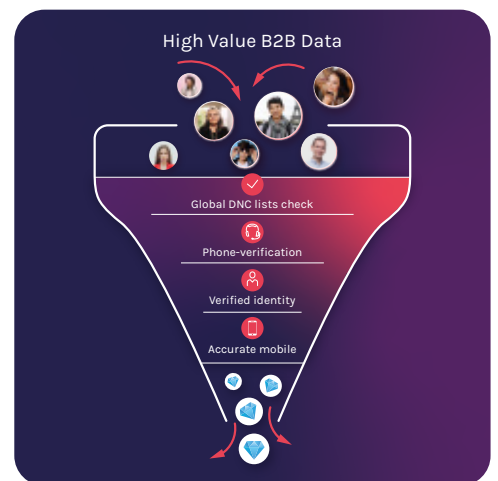 High Value B2B Data
Global DNC lists check
Phone-verification
Verified identity
Accurate mobile